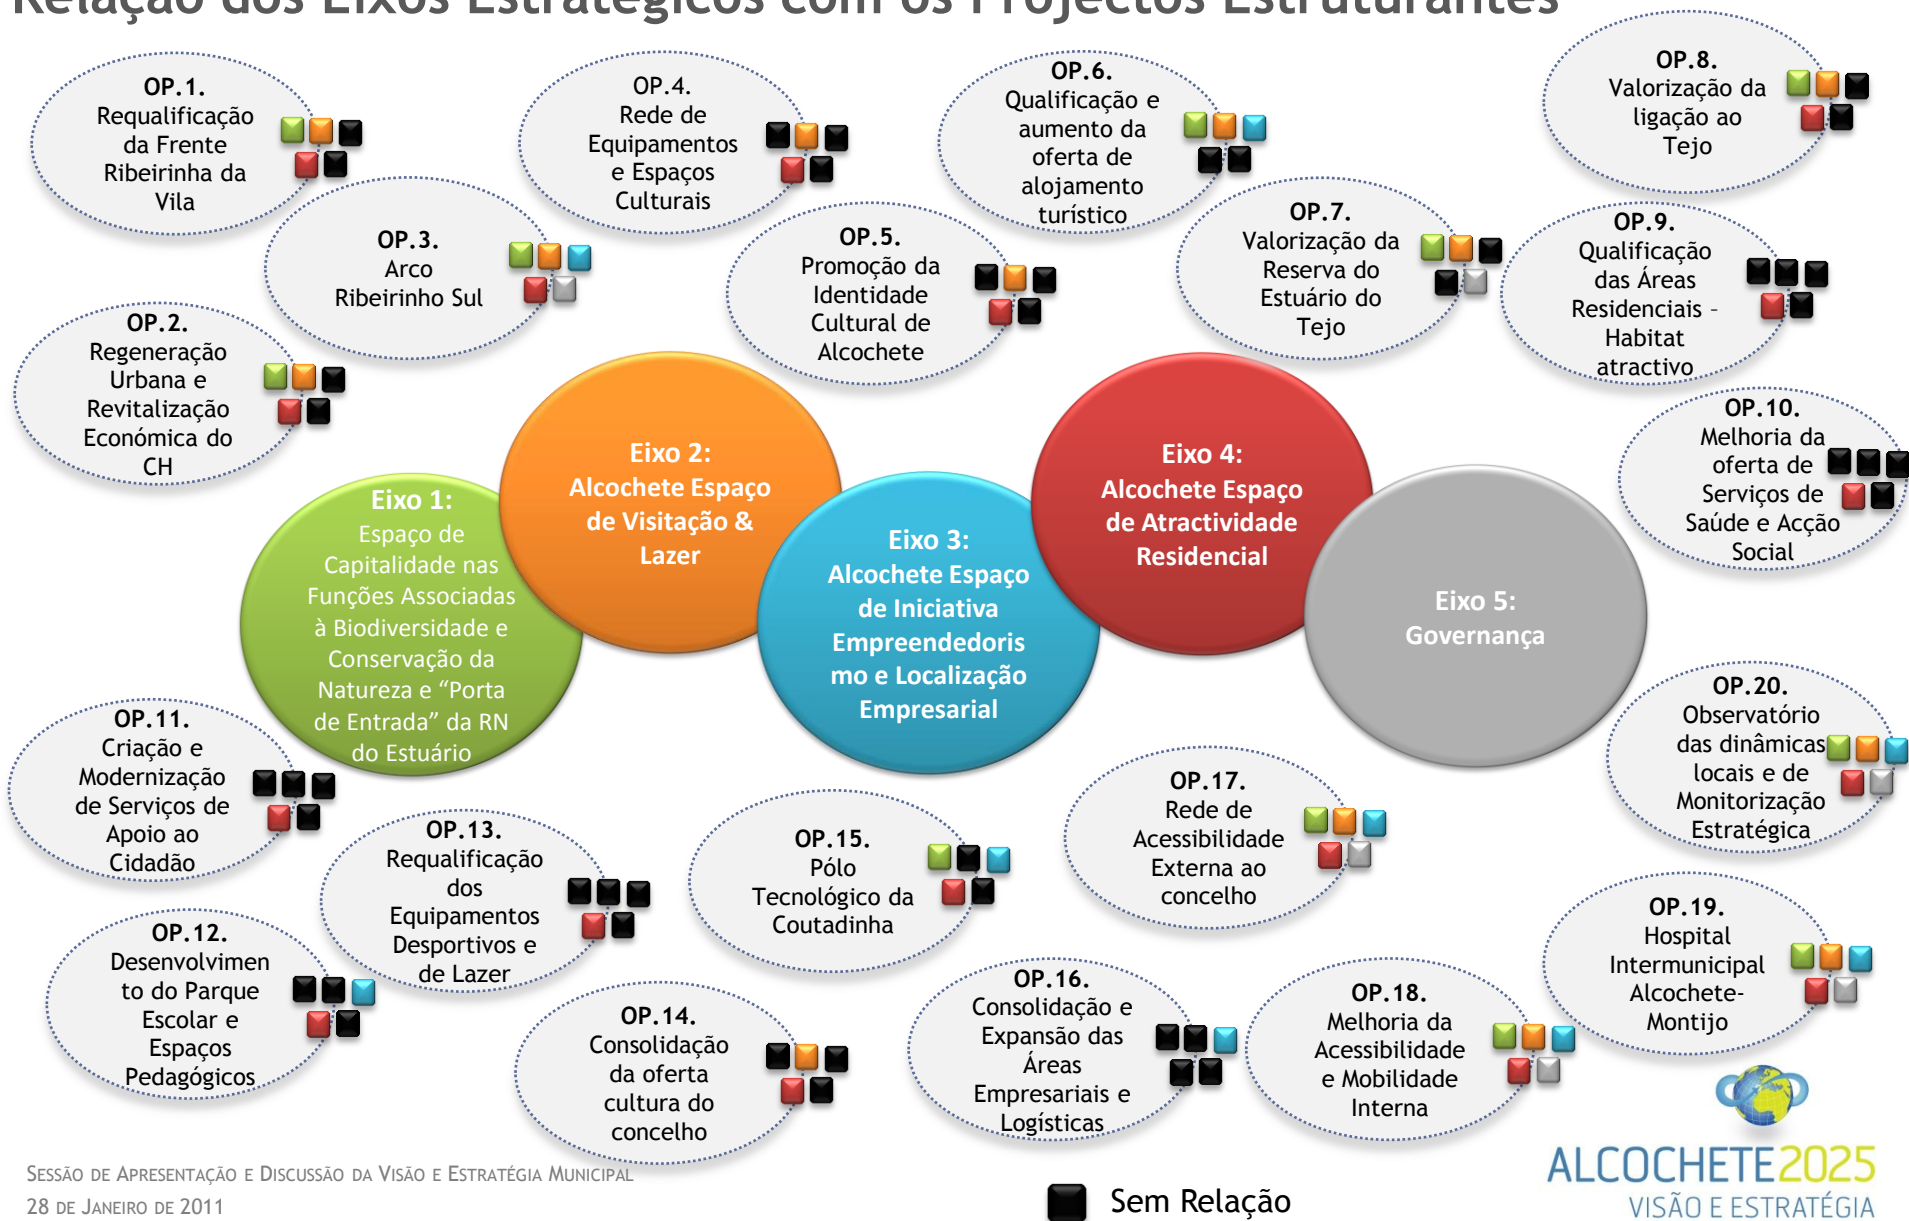 Relação dos Eixos Estratégicos com os Projectos Estruturantes
OP.1.
Requalificação
da Frente
Ribeirinha da
Vila
OP.4.
Rede de
Equipamentos
e Espaços
Culturais
OP.6.
Qualificação e
aumento da
oferta de
alojamento
turístico
OP.8.
Valorização da
ligação ao
Tejo
OP.3.
Arco
Ribeirinho Sul
OP.5.
Promoção da
Identidade
Cultural de
Alcochete
OP.7.
Valorização da
Reserva do
Estuário do
Tejo
OP.9.
Qualificação
das Áreas
Residenciais –
Habitat
atractivo
OP.2.
Regeneração
Urbana e
Revitalização
Económica do
CH
OP.10.
Melhoria da
oferta de
Serviços de
Saúde e Acção
Social
Eixo 1:
Espaço de
Capitalidade nas
Funções Associadas
à Biodiversidade e
Conservação da
Natureza e “Porta
de Entrada” da RN
do Estuário
Eixo 2:
Alcochete Espaço
de Visitação &
Lazer
Eixo 3:
Alcochete Espaço
de Iniciativa
Empreendedoris
mo e Localização
Empresarial
Eixo 4:
Alcochete Espaço
de Atractividade
Residencial
Eixo 5:
Governança
OP.11.
Criação e
Modernização
de Serviços de
Apoio ao
Cidadão
OP.13.
Requalificação
dos
Equipamentos
Desportivos e
de Lazer
OP.15.
Pólo
Tecnológico da
Coutadinha
OP.17.
Rede de
Acessibilidade
Externa ao
concelho
OP.20.
Observatório
das dinâmicas
locais e de
Monitorização
Estratégica
OP.12.
Desenvolvimen
to do Parque
Escolar e
Espaços
Pedagógicos
OP.14.
Consolidação
da oferta
cultura do
concelho
OP.16.
Consolidação e
Expansão das
Áreas
Empresariais e
Logísticas
OP.18.
Melhoria da
Acessibilidade
e Mobilidade
Interna
OP.19.
Hospital
Intermunicipal
Alcochete-
Montijo
Sessão de Apresentação e Discussão da Visão e Estratégia Municipal
28 de Janeiro de 2011
Sem Relação
ALCOCHETE2025
VISÃO E ESTRATÉGIA